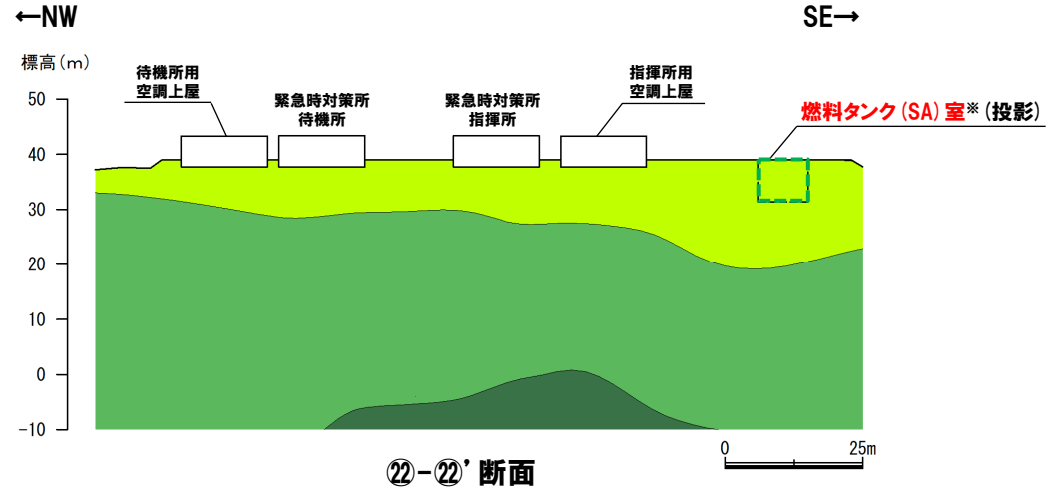 ←NW
SE→
標高(m)
待機所用
空調上屋
緊急時対策所
待機所
緊急時対策所
指揮所
指揮所用
空調上屋
燃料タンク(SA)室※(投影)
50
40
30
20
10
0
-10
0
25m
㉒-㉒'断面